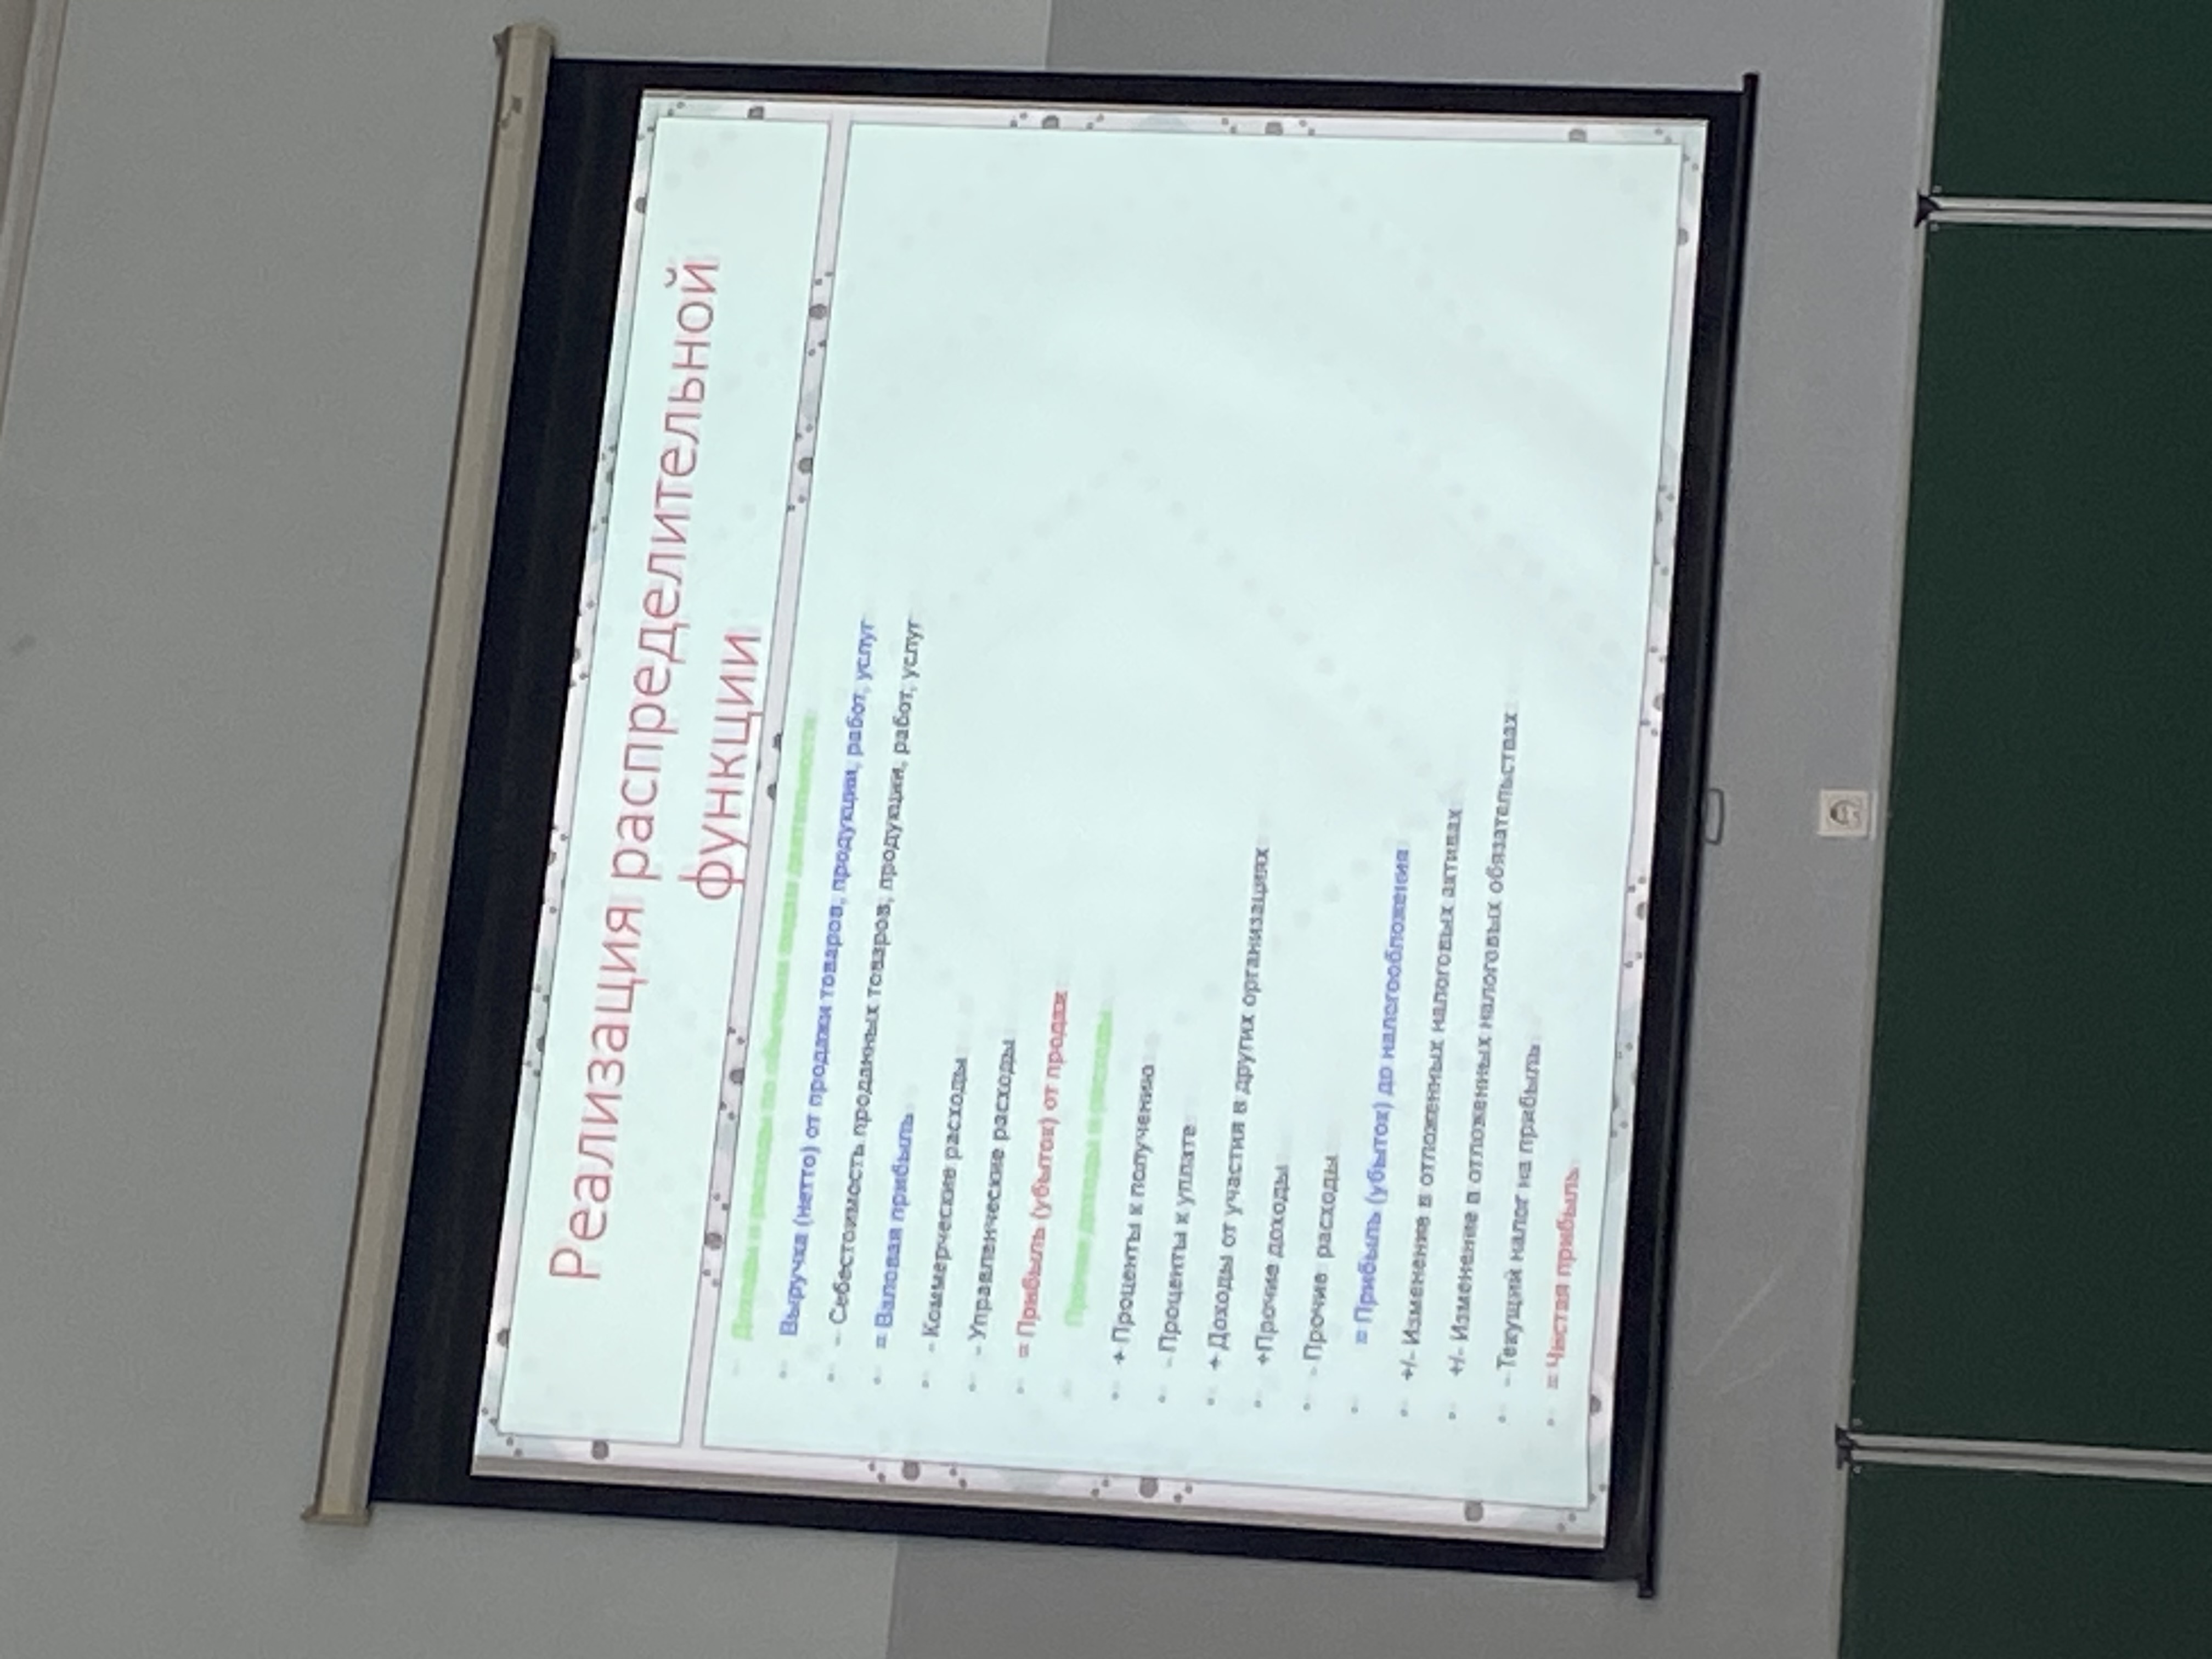 Реализация распределительной
функции
Доходы и расходы по обычным видам деятельности
Выручка (нетто) от продажи товаров, продукции, работ, услуг
- Себестоимость проданных товаров, продукции, работ, услуг
= Валовая прибыль
- Коммерческие расходы
- Управленческие расходы
= Прибыль (убыток) от продаж
Прочие доходы и расходы
+ Проценты к получению
- Проценты к уплате
+ Доходы от участия в других организациях
+Прочие доходы
- Прочие расходы
= Прибыль (убыток) до налогообложения
+/- Изменение в отложенных налоговых активах
+/- Изменение в отложенных налоговых обязательствах
- Текущий налог на прибыль
= Чистая прибыль